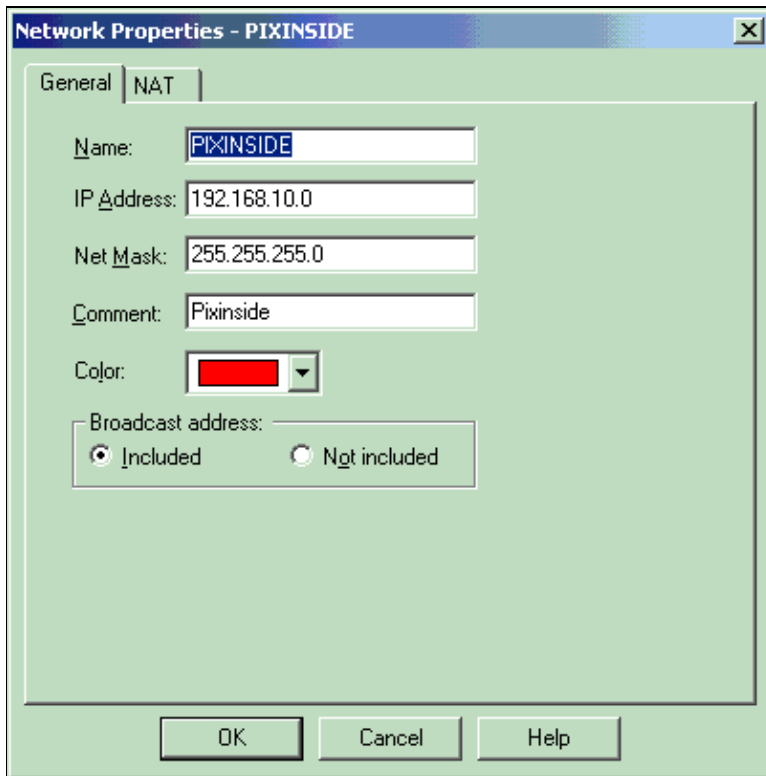 Network Properties - PIXINSIDE
General NAT
Name: PIXINSIDE
IP Address: 192.168.10.0
Net Mask: 255.255.255.0
Comment: Pixinside
Color:
Broadcast address:
Included Not included
OK Cancel Help